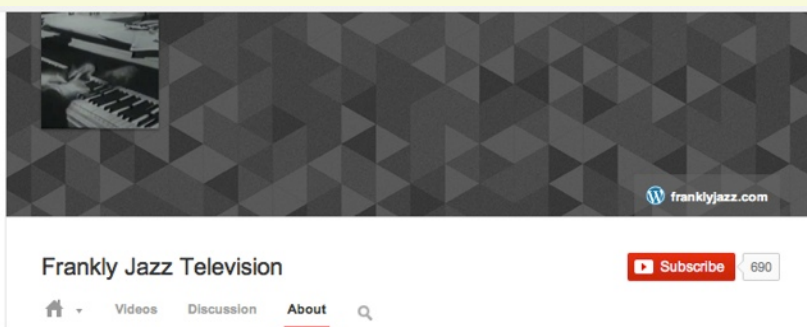 franklyjazz.com
Frankly Jazz Television
Subscribe 690
Videos Discussion About